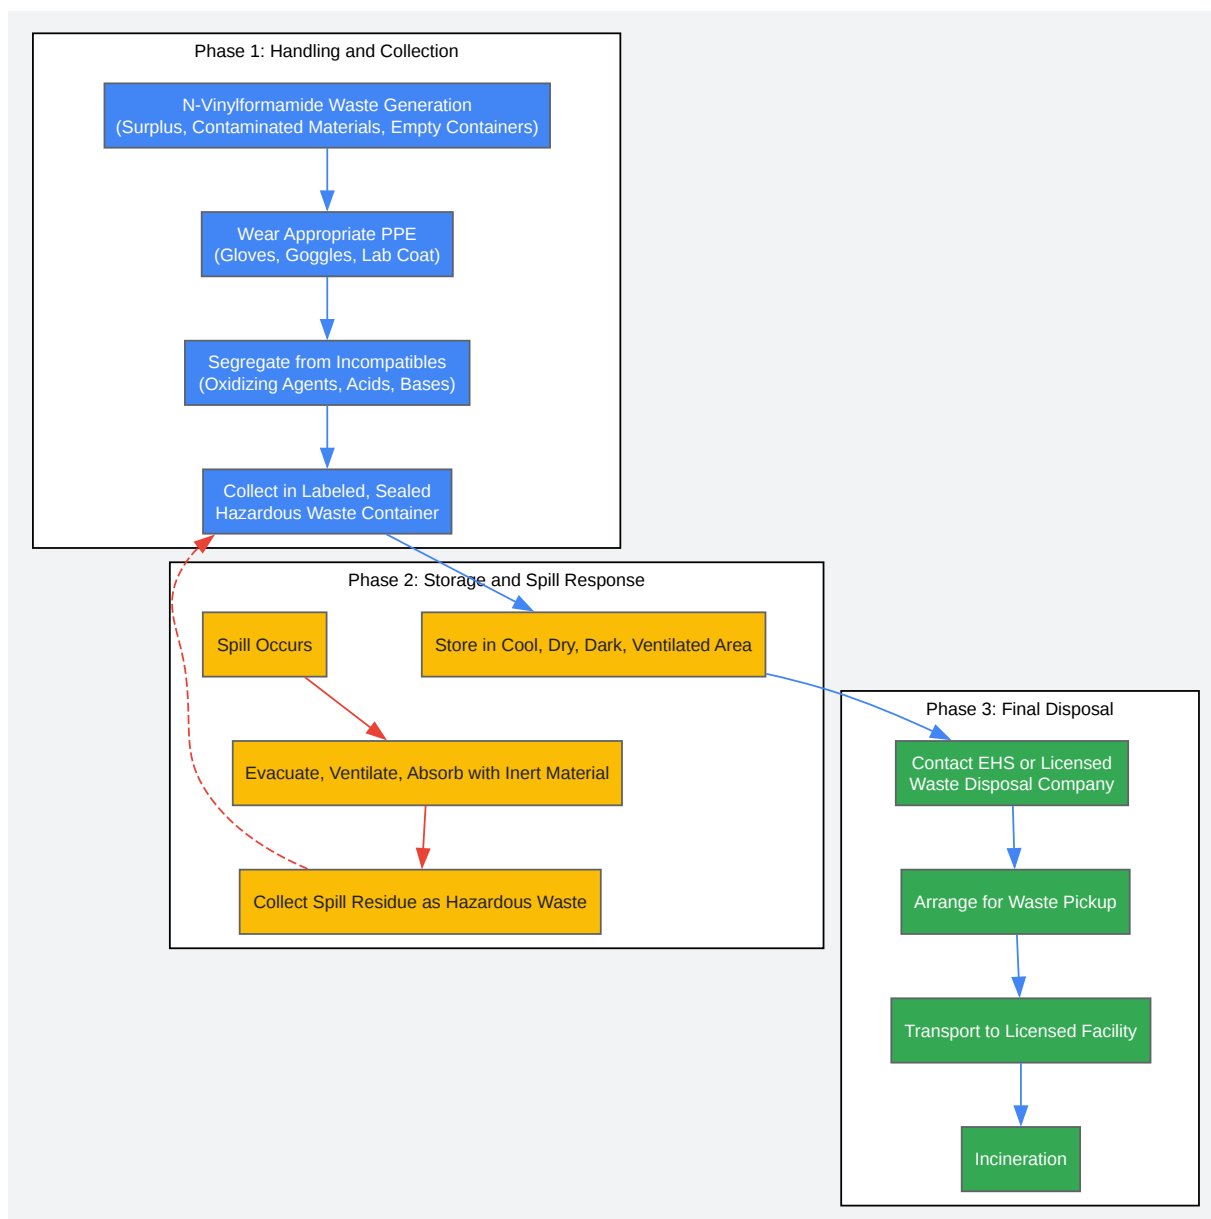 Phase 1: Handling and Collection
N-Vinylformamide Waste Generation
(Surplus, Contaminated Materials, Empty Containers)
Wear Appropriate PPE
(Gloves, Goggles, Lab Coat)
Segregate from Incompatibles
(Oxidizing Agents, Acids, Bases)
Collect in Labeled, Sealed
Hazardous Waste Container
Phase 2: Storage and Spill Response
Spill Occurs
Store in Cool, Dry, Dark, Ventilated Area
Evacuate, Ventilate, Absorb with Inert Material
Collect Spill Residue as Hazardous Waste
Phase 3: Final Disposal
Contact EHS or Licensed
Waste Disposal Company
Arrange for Waste Pickup
Transport to Licensed Facility
Incineration